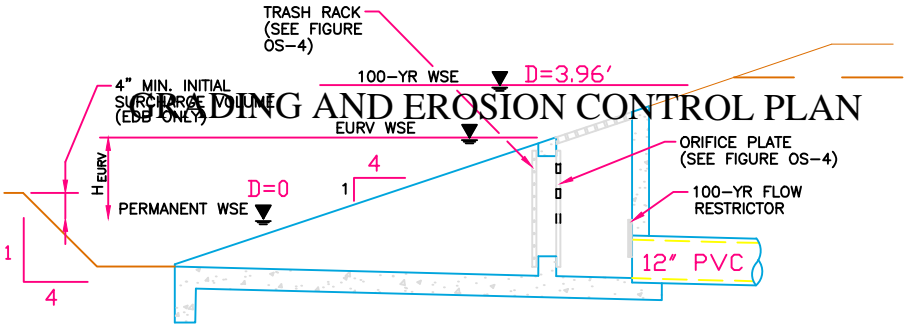 TRASH RACK
(SEE FIGURE
OS-4)
100-YR WSE
D=3.96'
4" MIN. INITIAL
SURCHARGE VOLUME
(EDB ONLY)
GRADING AND EROSION CONTROL PLAN
EURV WSE
ORIFICE PLATE
(SEE FIGURE OS-4)
HEURV
4
1
D=0
100-YR FLOW
RESTRICTOR
PERMANENT WSE
1
4
12" PVC